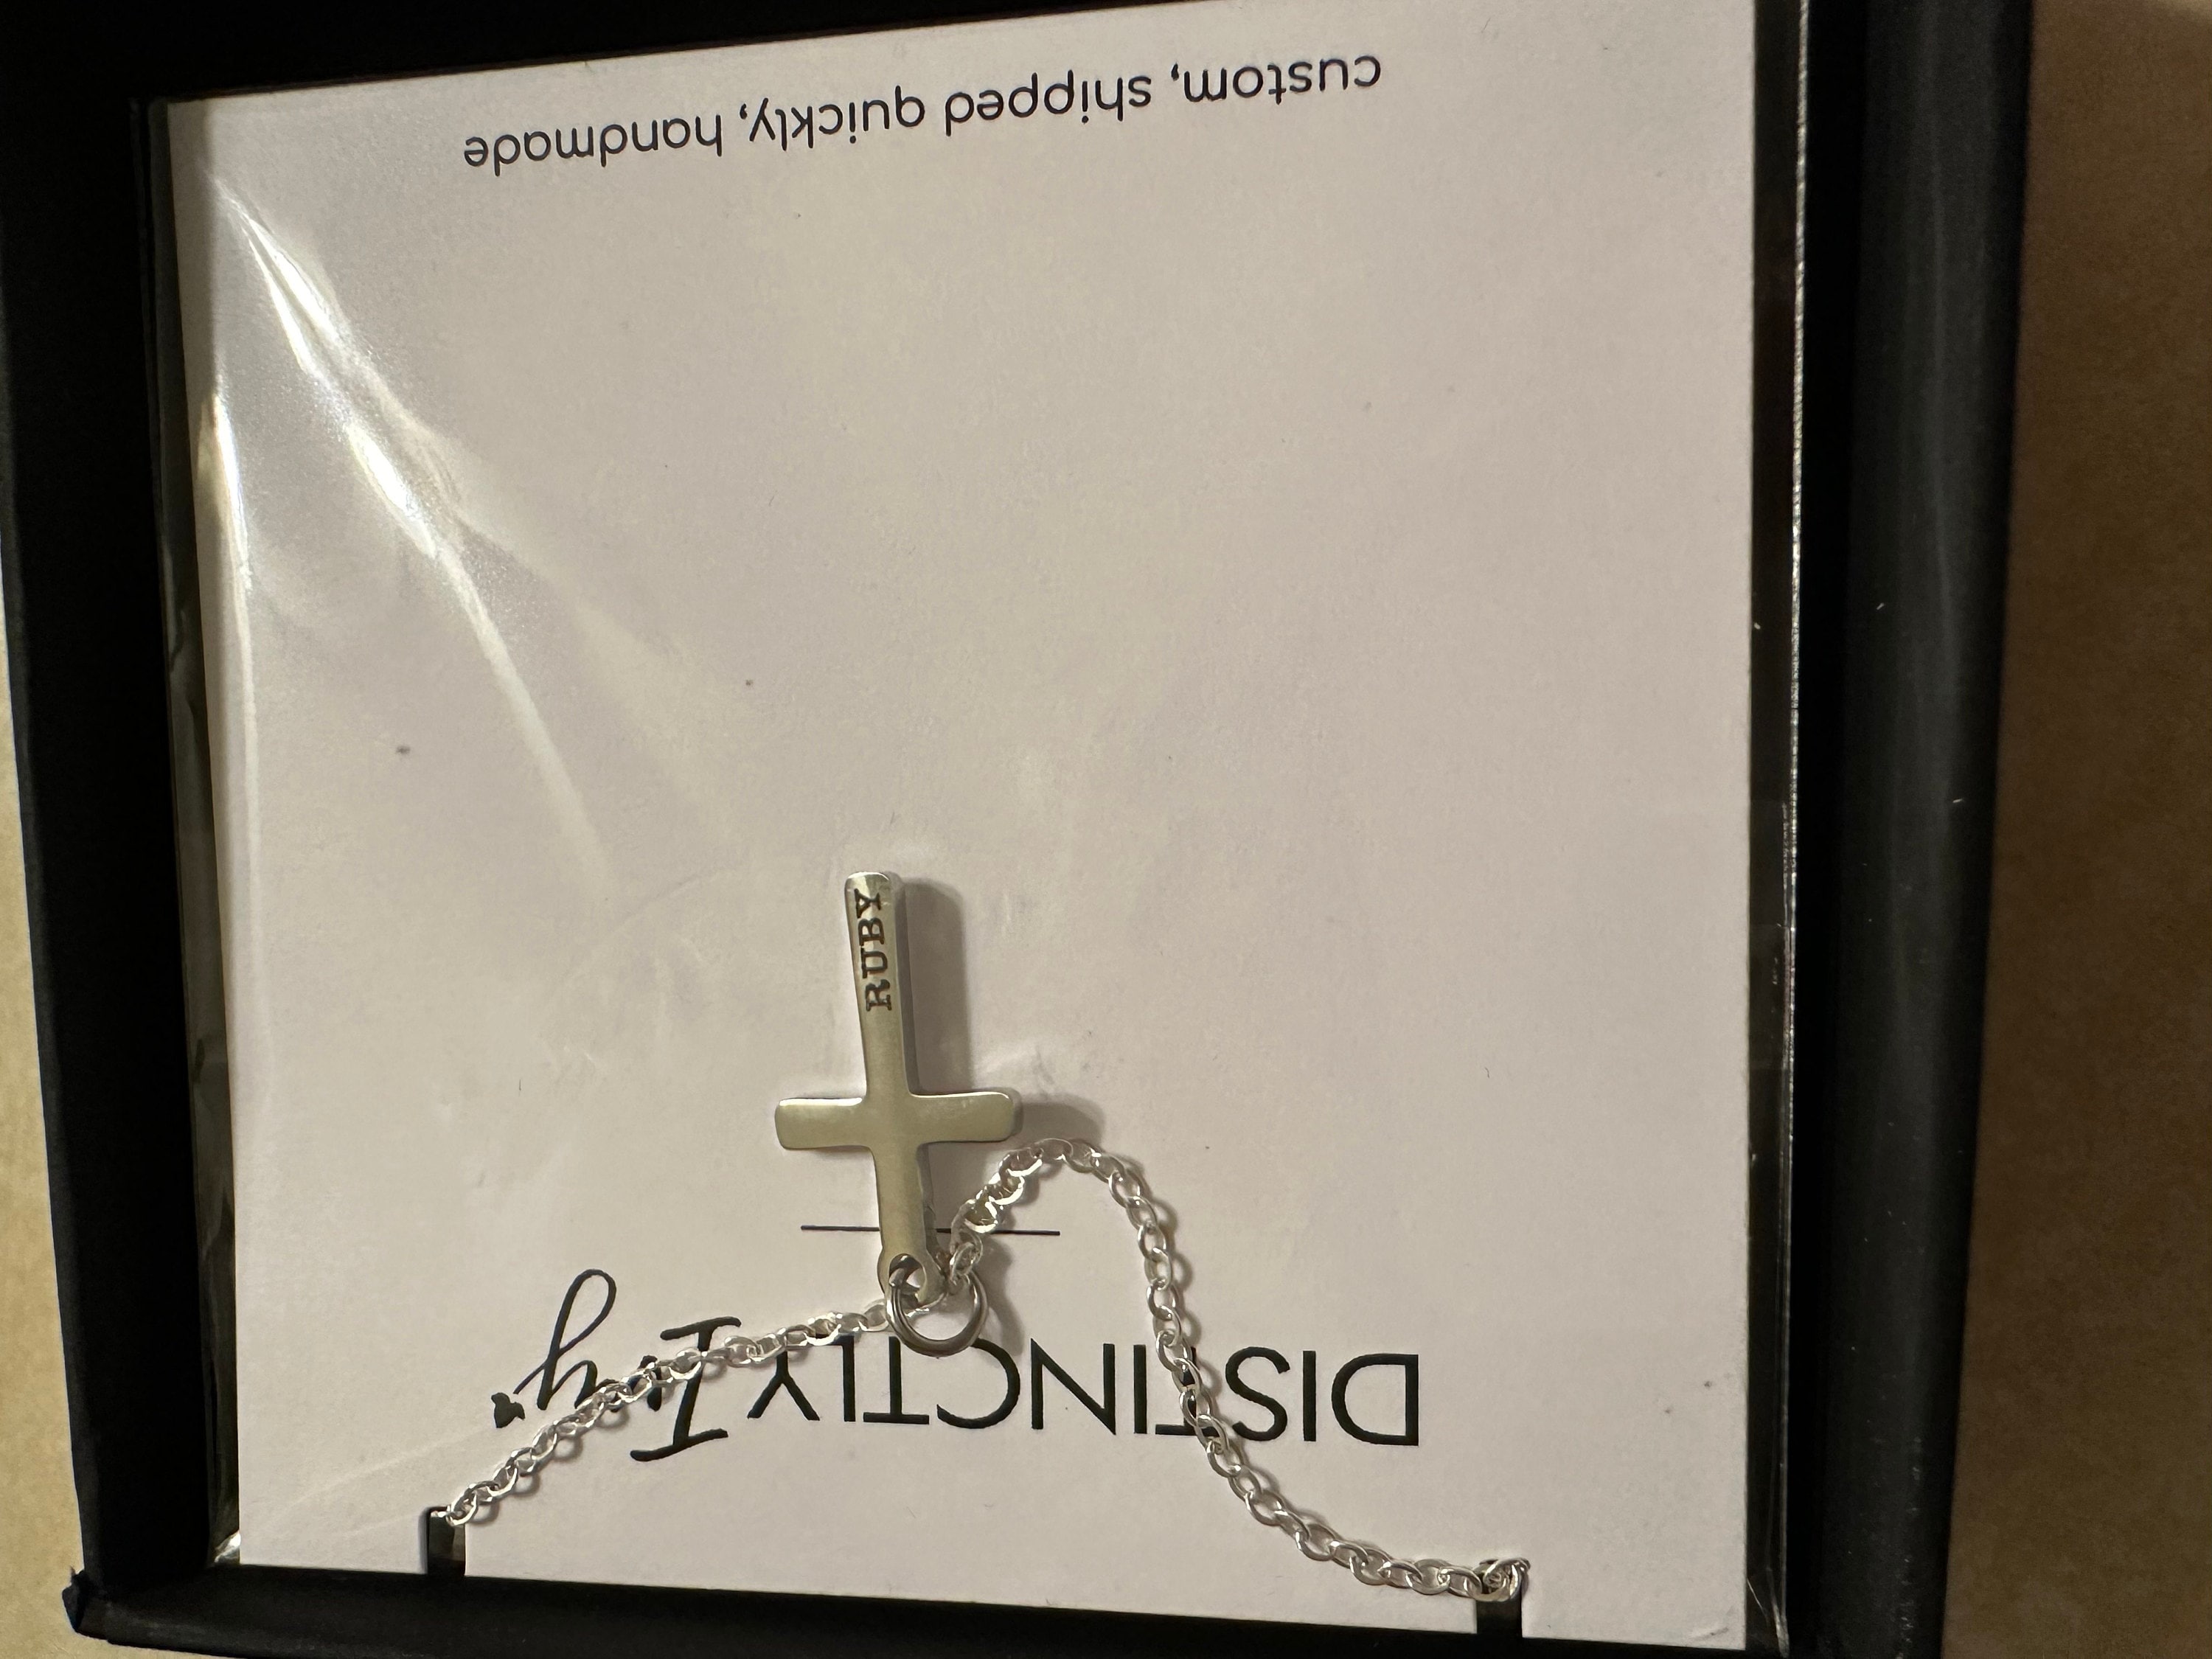 DISTINCTLY Ivy.
RUBY
custom, shipped quickly, handmade